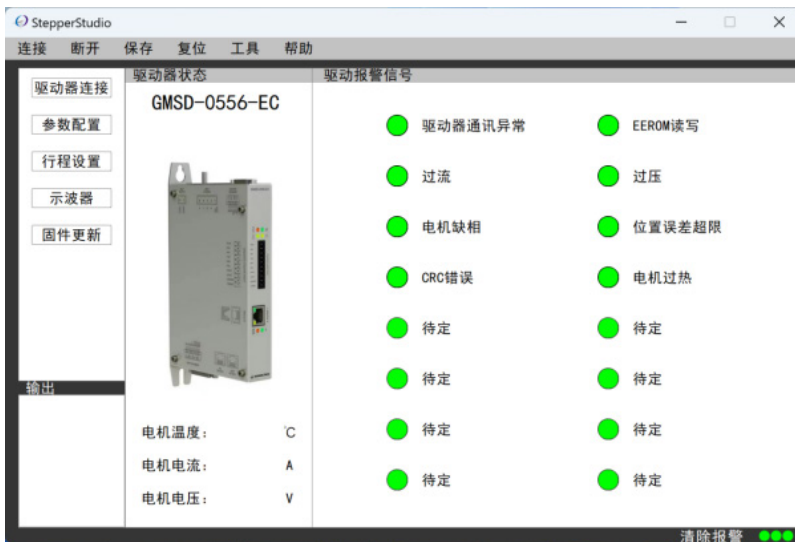 StepperStudio
连接 断开 保存 复位 工具 帮助
驱动器连接
参数配置
行程设置
示波器
固件更新
输出
驱动器状态
GMSD-0556-EC
电机温度： ℃
电机电流： A
电机电压： V
驱动报警信号
驱动器通讯异常 EEROM读写
过流 过压
电机缺相 位置误差超限
CRC错误 电机过热
待定 待定
待定 待定
待定 待定
待定 待定
清除报警